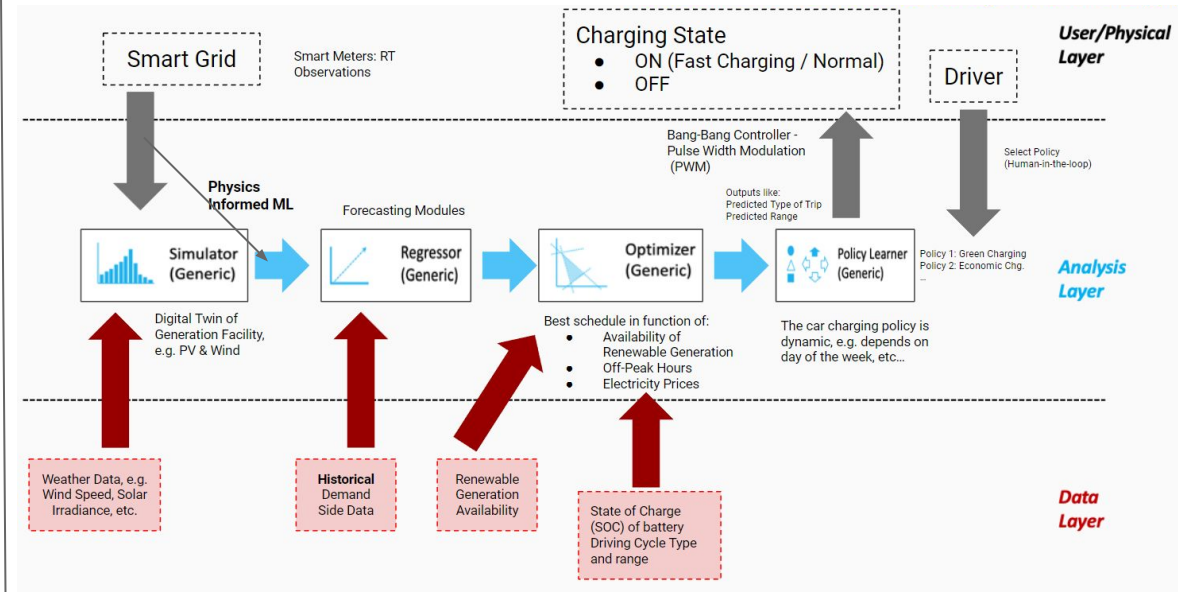 Smart Grid
Smart Meters: RT
Observations
Charging State
● ON (Fast Charging / Normal)
● OFF
Driver
User/Physical
Layer
Bang-Bang Controller -
Pulse Width Modulation
(PWM)
Select Policy
(Human-in-the-loop)
Physics
Informed ML
Forecasting Modules
Outputs like:
Predicted Type of Trip
Predicted Range
Simulator
(Generic)
Regressor
(Generic)
Optimizer
(Generic)
Policy Learner
(Generic)
Policy 1: Green Charging
Policy 2: Economic Chg.
...
Analysis
Layer
Digital Twin of
Generation Facility,
e.g. PV & Wind
Best schedule in function of:
● Availability of
Renewable Generation
● Off-Peak Hours
● Electricity Prices
The car charging policy is
dynamic, e.g. depends on
day of the week, etc…
Weather Data, e.g.
Wind Speed, Solar
Irradiance, etc.
Historical
Demand
Side Data
Renewable
Generation
Availability
State of Charge
(SOC) of battery
Driving Cycle Type
and range
Data
Layer